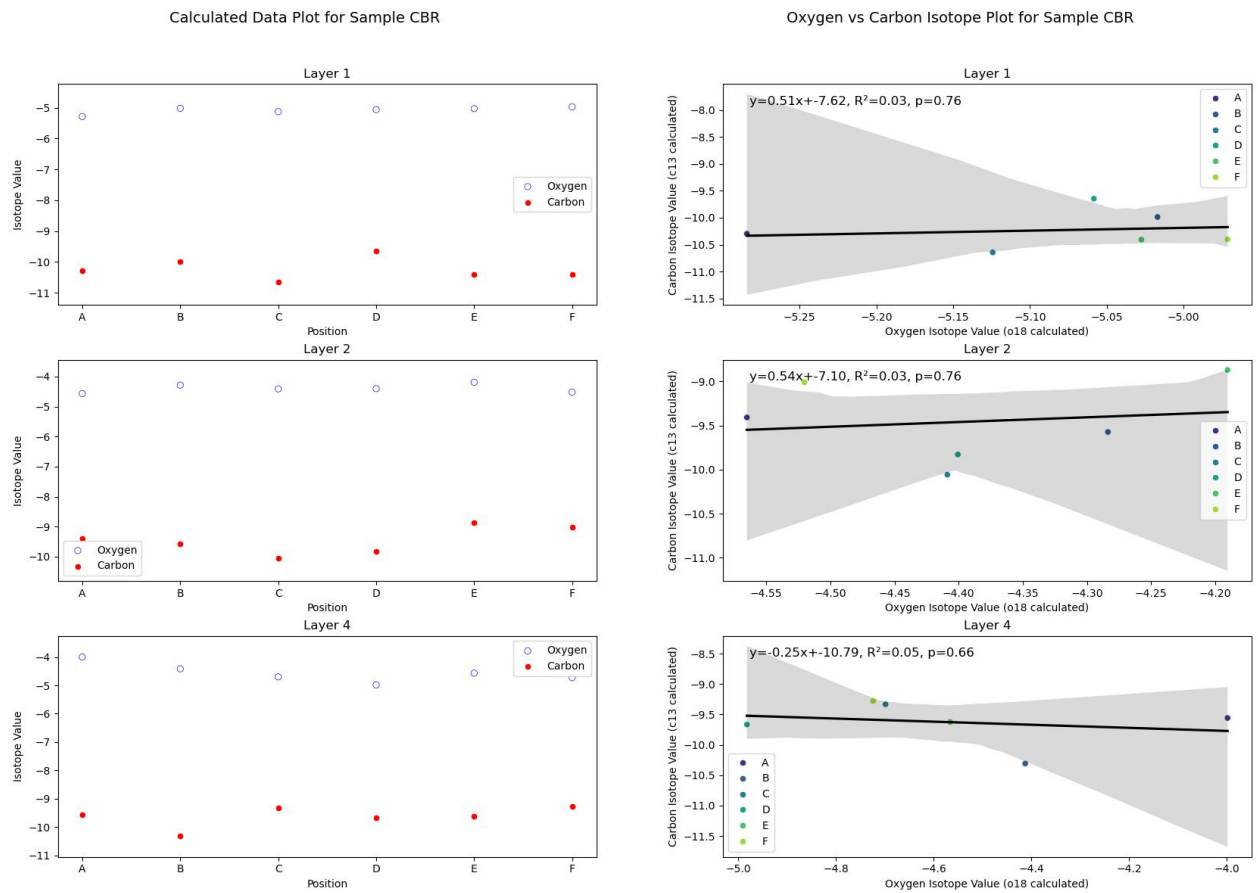 Calculated Data Plot for Sample CBR
Layer 1
Isotope Value
−5
−6
−7
−8
−9
−10
−11
Oxygen
Carbon
A B C D E F
Position
Layer 2
Isotope Value
−4
−5
−6
−7
−8
−9
−10
Oxygen
Carbon
A B C D E F
Position
Layer 4
Isotope Value
−4
−5
−6
−7
−8
−9
−10
−11
Oxygen
Carbon
A B C D E F
Position
Oxygen vs Carbon Isotope Plot for Sample CBR
Layer 1
Carbon Isotope Value (c13 calculated)
−8.0
−8.5
−9.0
−9.5
−10.0
−10.5
−11.0
−11.5
y=0.51x+-7.62, R²=0.03, p=0.76
A
B
C
D
E
F
−5.25 −5.20 −5.15 −5.10 −5.05 −5.00
Oxygen Isotope Value (o18 calculated)
Layer 2
Carbon Isotope Value (c13 calculated)
−9.0
−9.5
−10.0
−10.5
−11.0
y=0.54x+-7.10, R²=0.03, p=0.76
A
B
C
D
E
F
−4.55 −4.50 −4.45 −4.40 −4.35 −4.30 −4.25 −4.20
Oxygen Isotope Value (o18 calculated)
Layer 4
Carbon Isotope Value (c13 calculated)
−8.5
−9.0
−9.5
−10.0
−10.5
−11.0
−11.5
y=-0.25x+-10.79, R²=0.05, p=0.66
A
B
C
D
E
F
−5.0 −4.8 −4.6 −4.4 −4.2 −4.0
Oxygen Isotope Value (o18 calculated)